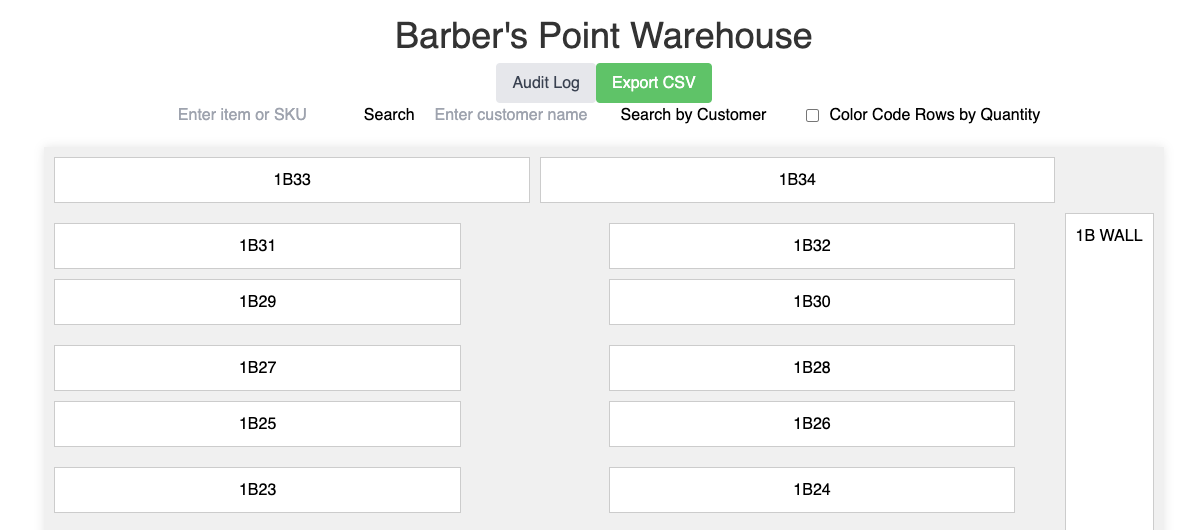 Barber's Point Warehouse
Audit Log Export CSV
Enter item or SKU Search Enter customer name Search by Customer Color Code Rows by Quantity
1B33 1B34
1B WALL
1B31 1B32
1B29 1B30
1B27 1B28
1B25 1B26
1B23 1B24